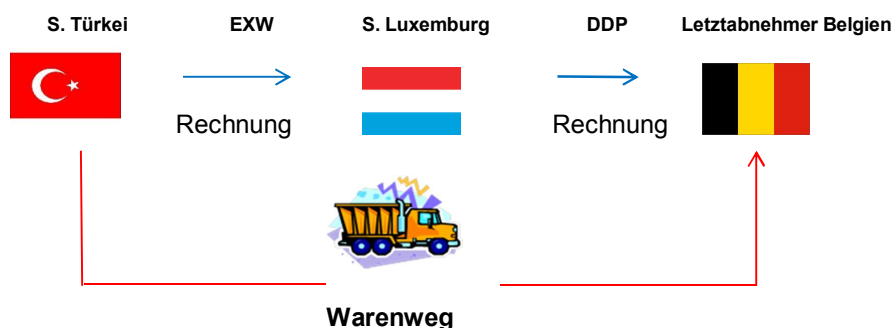 S. Türkei EXW S. Luxemburg DDP Letztabnehmer Belgien
Rechnung Rechnung
Warenweg